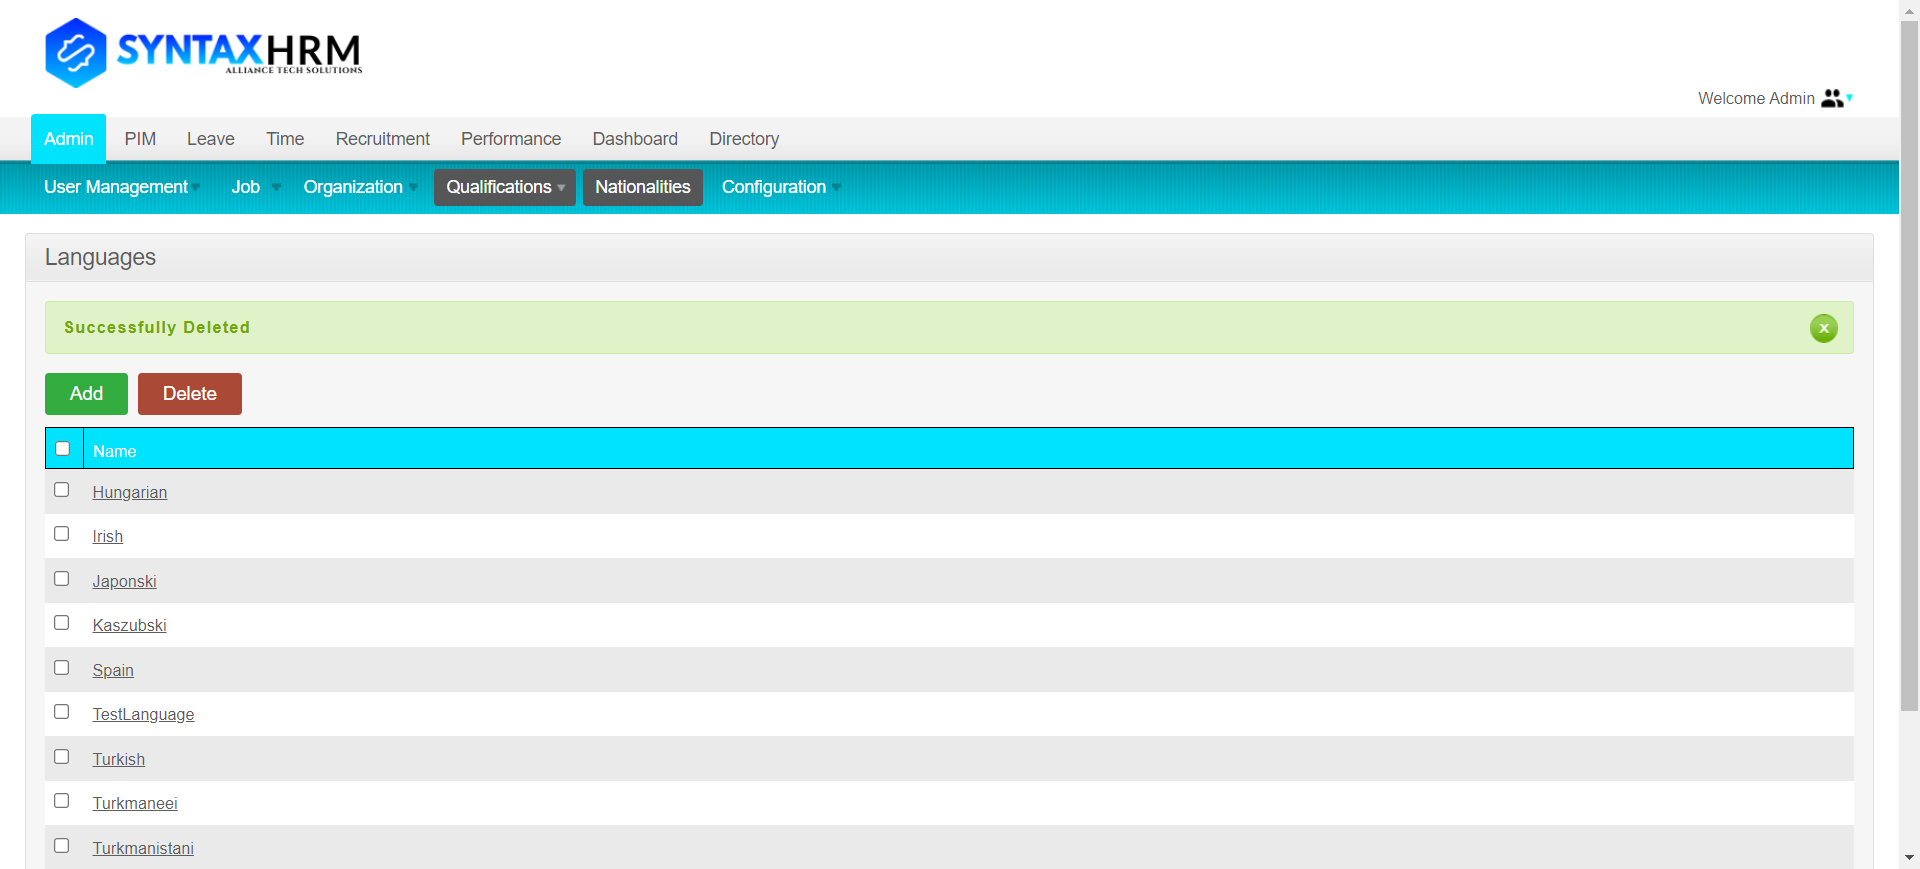 SYNTAXHRM
ALLIANCE TECH SOLUTIONS
Welcome Admin
Admin PIM Leave Time Recruitment Performance Dashboard Directory
User Management Job Organization Qualifications Nationalities Configuration
Languages
Successfully Deleted
x
Add Delete
Name
Hungarian
Irish
Japonski
Kaszubski
Spain
TestLanguage
Turkish
Turkmaneei
Turkmanistani